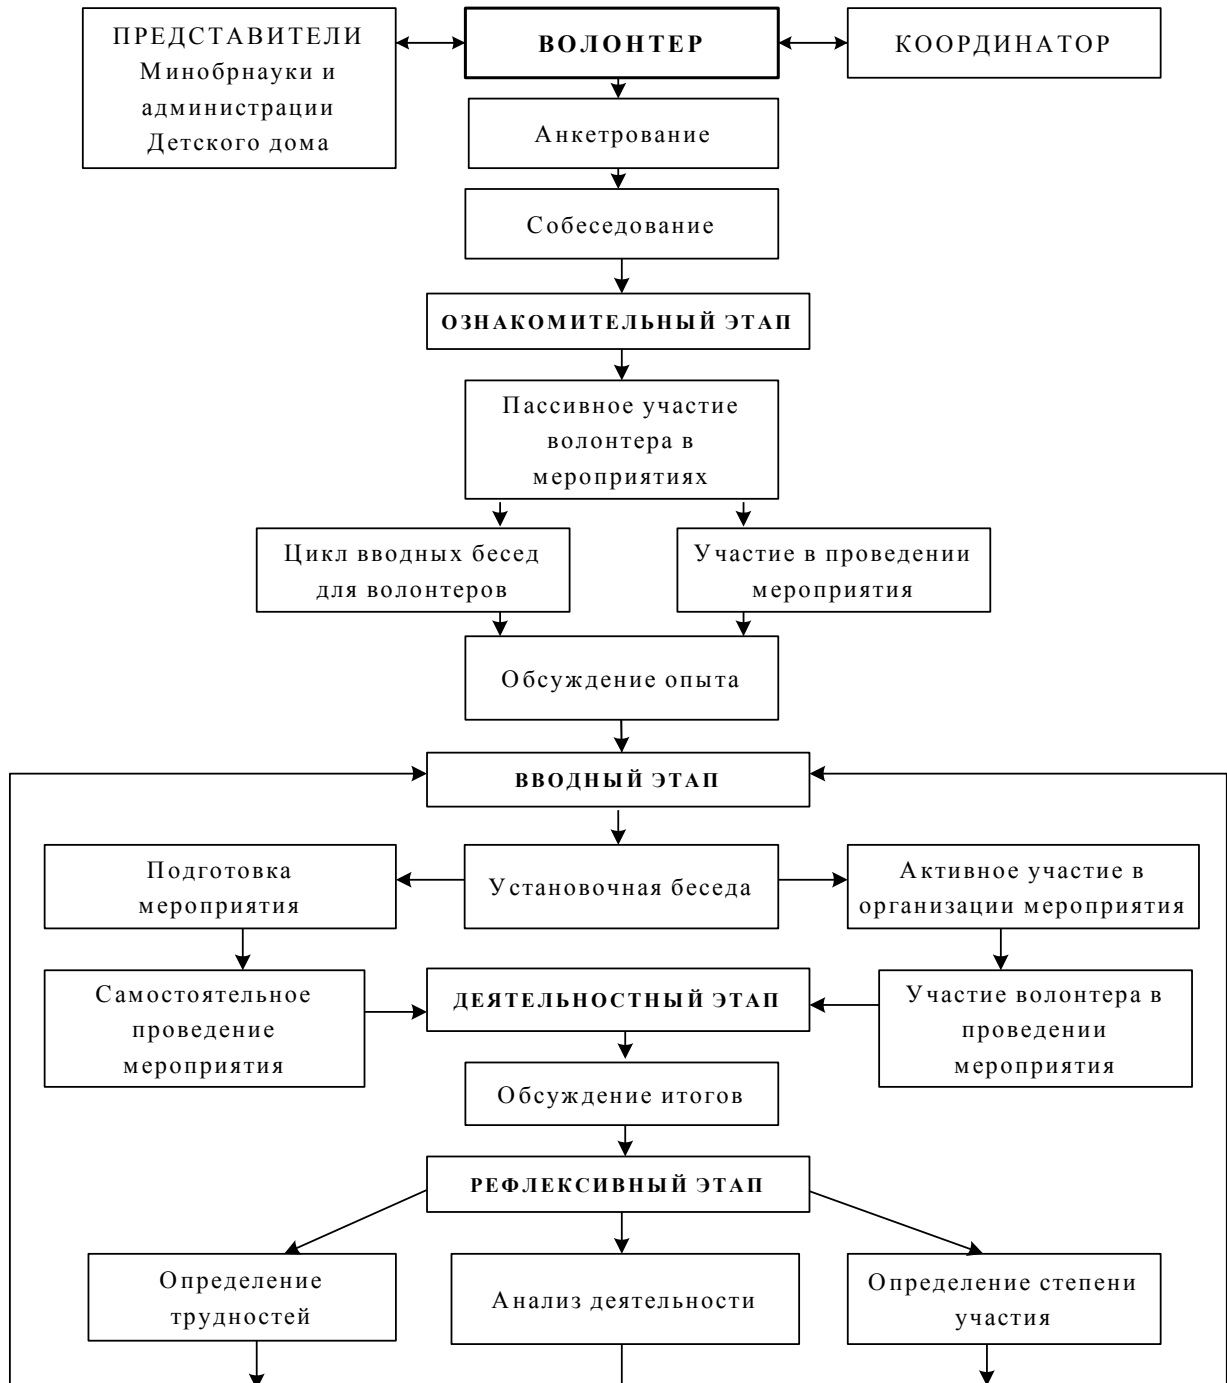 ПРЕДСТАВИТЕЛИ
Минобрнауки и
администрации
Детского дома
ВОЛОНТЕР
КООРДИНАТОР
Анкетрование
Собеседование
ОЗНАКОМИТЕЛЬНЫЙ ЭТАП
Пассивное участие
волонтера в
мероприятиях
Цикл вводных бесед
для волонтеров
Участие в проведении
мероприятия
Обсуждение опыта
ВВОДНЫЙ ЭТАП
Подготовка
мероприятия
Установочная беседа
Активное участие в
организации мероприятия
Самостоятельное
проведение
мероприятия
ДЕЯТЕЛЬНОСТНЫЙ ЭТАП
Участие волонтера в
проведении
мероприятия
Обсуждение итогов
РЕФЛЕКСИВНЫЙ ЭТАП
Определение
трудностей
Анализ деятельности
Определение степени
участия